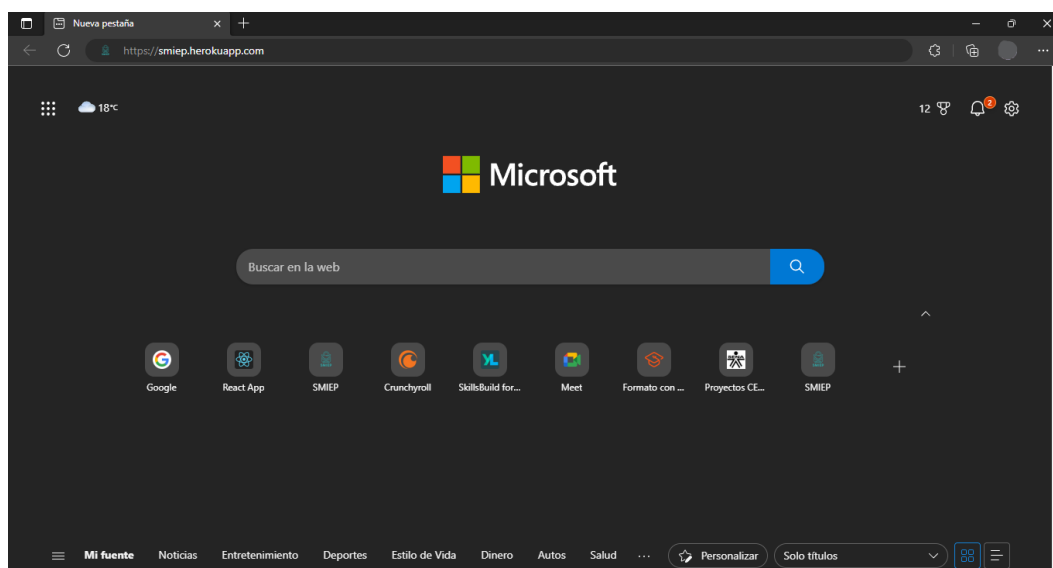 Nueva pestaña
https://smiep.herokuapp.com
18°C
12
2
Microsoft
Buscar en la web
Google
React App
SMIEP
Crunchyroll
SkillsBuild for...
Meet
Formato con ...
Proyectos CE...
SMIEP
Mi fuente Noticias Entretenimiento Deportes Estilo de Vida Dinero Autos Salud ... Personalizar Solo títulos